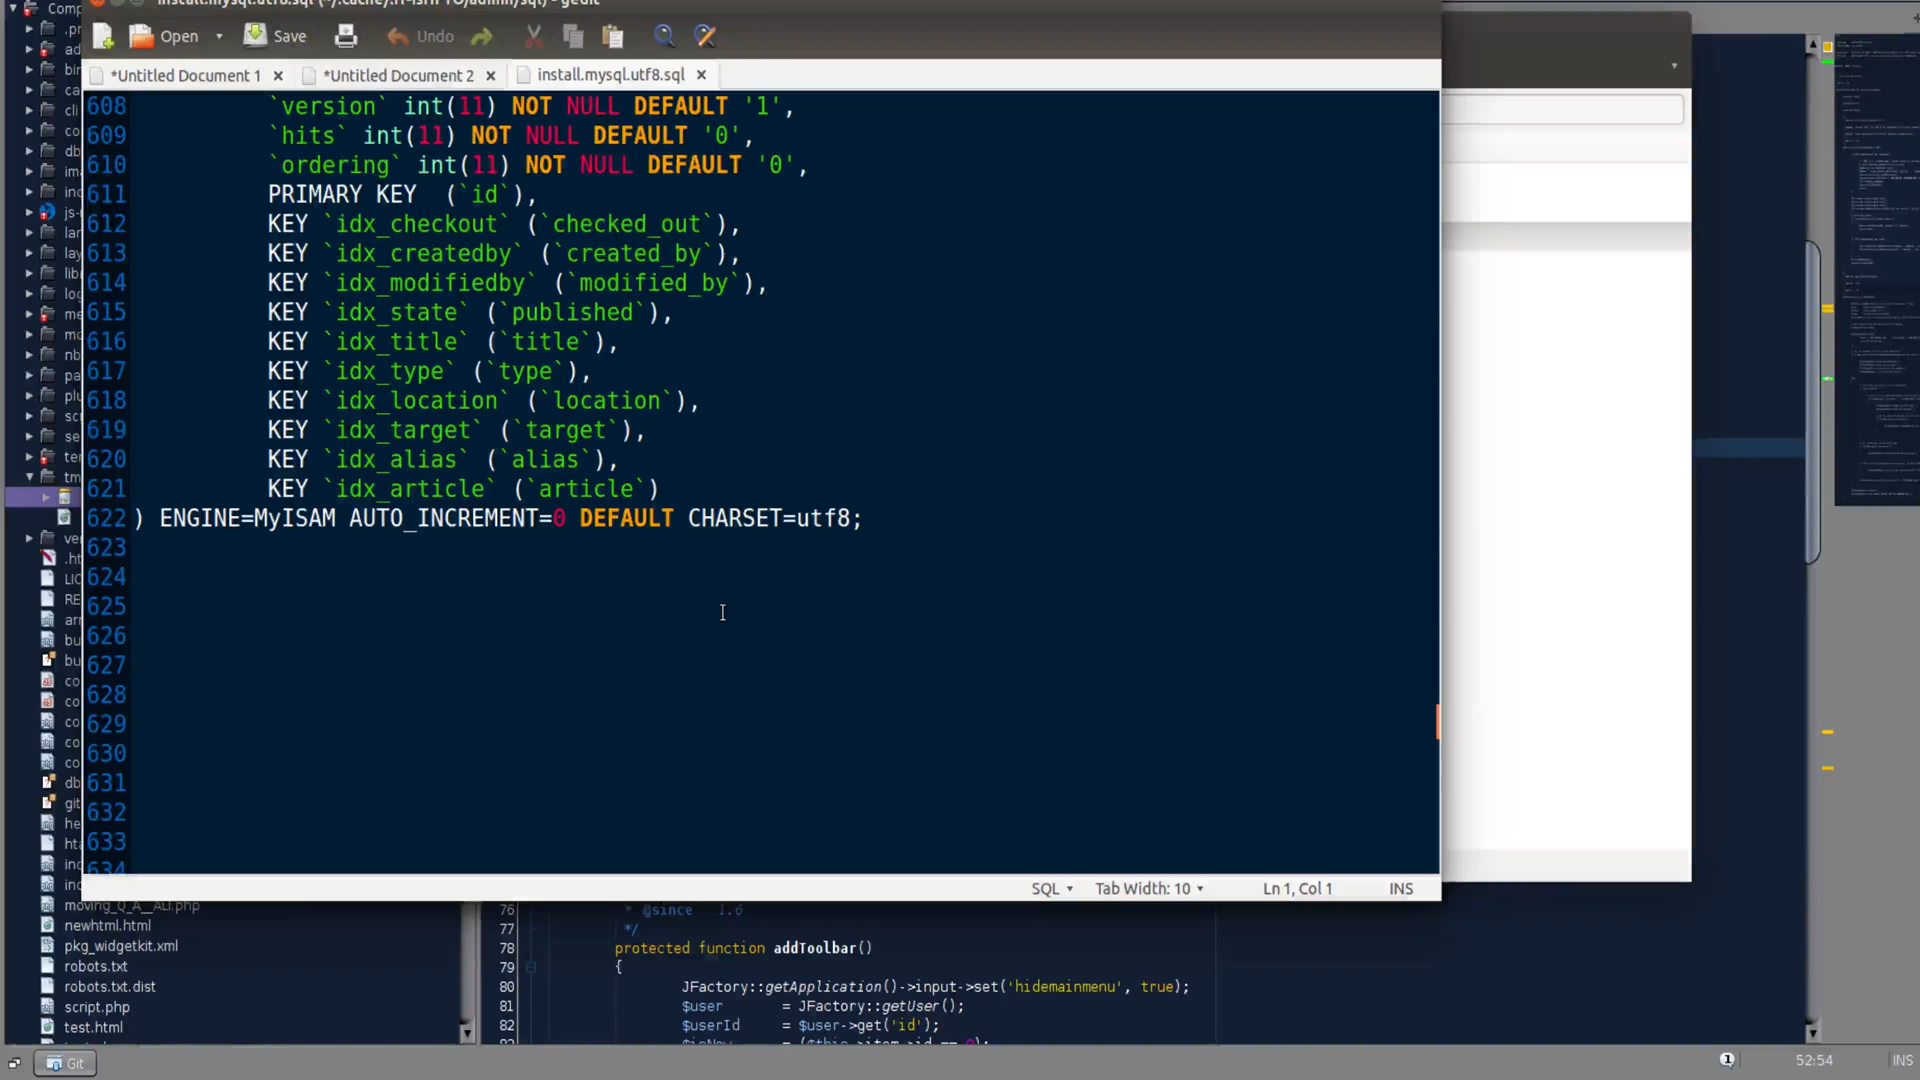 install.mysql.utf8.sql
Open
Save
Undo
*Untitled Document 1
*Untitled Document 2
install.mysql.utf8.sql
608 `version` int(11) NOT NULL DEFAULT '1',
609 `hits` int(11) NOT NULL DEFAULT '0',
610 `ordering` int(11) NOT NULL DEFAULT '0',
611 PRIMARY KEY  (`id`),
612 KEY `idx_checkout` (`checked_out`),
613 KEY `idx_createdby` (`created_by`),
614 KEY `idx_modifiedby` (`modified_by`),
615 KEY `idx_state` (`published`),
616 KEY `idx_title` (`title`),
617 KEY `idx_type` (`type`),
618 KEY `idx_location` (`location`),
619 KEY `idx_target` (`target`),
620 KEY `idx_alias` (`alias`),
621 KEY `idx_article` (`article`)
622 ) ENGINE=MyISAM AUTO_INCREMENT=0 DEFAULT CHARSET=utf8;
623
624
625
626
627
628
629
630
631
632
633
634
SQL
Tab Width: 10
Ln 1, Col 1
INS
newhtml.html
pkg_widgetkit.xml
robots.txt
robots.txt.dist
script.php
test.html
76 * @since 1.6
77 */
78 protected function addToolbar()
79 {
80 JFactory::getApplication()->input->set('hidemainmenu', true);
81 $user = JFactory::getUser();
82 $userId = $user->get('id');
Git
1
52:54
INS